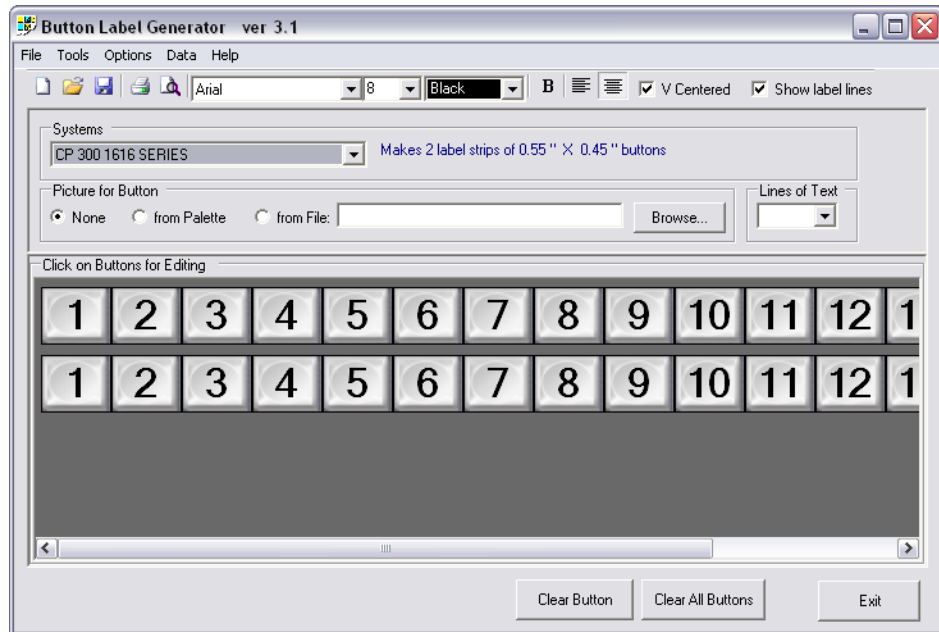 Button Label Generator ver 3.1
File Tools Options Data Help
Arial 8 Black B V Centered Show label lines
Systems
CP 300 1616 SERIES Makes 2 label strips of 0.55 " X 0.45 " buttons
Picture for Button Lines of Text
None from Palette from File: Browse...
Click on Buttons for Editing
1 2 3 4 5 6 7 8 9 10 11 12 1
1 2 3 4 5 6 7 8 9 10 11 12 1
Clear Button Clear All Buttons Exit